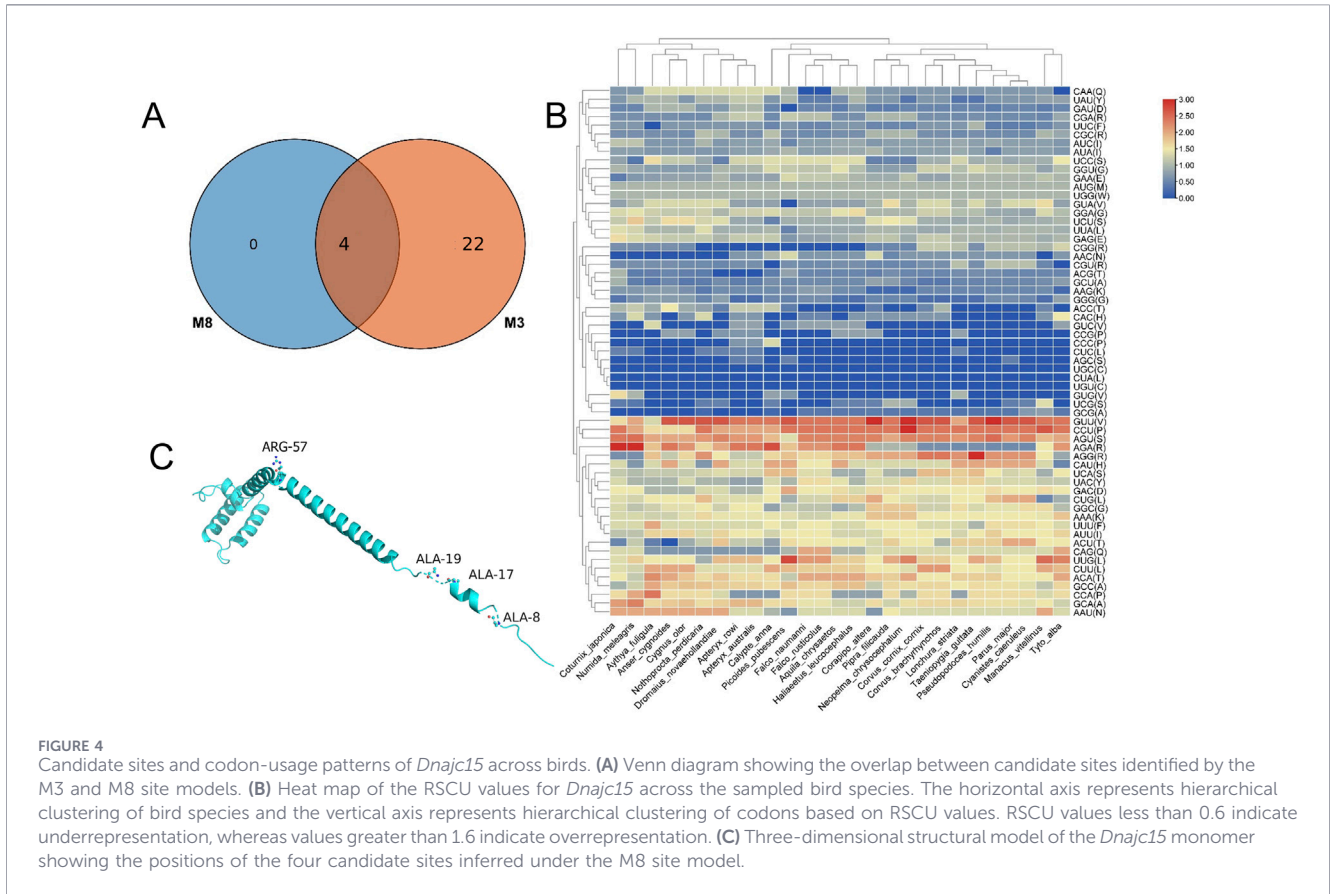 A
0
4
22
M8
M3
B
CAA(Q)
UAU(Y)
GAU(D)
CGA(R)
UUC(F)
CGC(R)
AUC(I)
AUA(I)
UCC(S)
GGU(G)
GAA(E)
AUG(M)
UGG(W)
GUA(V)
GGA(G)
UCU(S)
UUA(L)
GAG(E)
CGG(R)
AAC(N)
CGU(R)
ACG(T)
GCU(A)
AAG(K)
GGG(G)
ACC(T)
CAC(H)
GUC(V)
CCG(P)
CCC(P)
CUC(L)
AGC(S)
UGC(C)
CUA(L)
UGU(C)
GUG(V)
UCG(S)
GCG(A)
GUU(V)
CCU(P)
AGU(S)
AGA(R)
AGG(R)
CAU(H)
UCA(S)
UAC(Y)
GAC(D)
CUG(L)
GGC(G)
AAA(K)
UUU(F)
AUU(I)
ACU(T)
CAG(Q)
UUG(L)
CUU(L)
ACA(T)
GCC(A)
CCA(P)
GCA(A)
AAU(N)
Coturnix_japonica
Numida_meleagris
Aythya_fuligula
Anser_cygnoides
Cygnus_olor
Nothoprocta_perdicaria
Dromaius_novaehollandiae
Apteryx_rowi
Apteryx_australis
Calypte_anna
Picoides_pubescens
Falco_naumanni
Falco_rusticolus
Aquila_chrysaetos
Haliaeetus_leucocephalus
Corapipo_altera
Pipra_filicauda
Neopelma_chrysocephalum
Corvus_cornix_cornix
Corvus_brachyrhynchos
Lonchura_striata
Taeniopygia_guttata
Pseudopodoces_humilis
Parus_major
Cyanistes_caeruleus
Manacus_vitellinus
Tyto_alba
3.00
2.50
2.00
1.50
1.00
0.50
0.00
C
ARG-57
ALA-19
ALA-17
ALA-8
FIGURE 4
Candidate sites and codon-usage patterns of Dnajc15 across birds. (A) Venn diagram showing the overlap between candidate sites identified by the
M3 and M8 site models. (B) Heat map of the RSCU values for Dnajc15 across the sampled bird species. The horizontal axis represents hierarchical
clustering of bird species and the vertical axis represents hierarchical clustering of codons based on RSCU values. RSCU values less than 0.6 indicate
underrepresentation, whereas values greater than 1.6 indicate overrepresentation. (C) Three-dimensional structural model of the Dnajc15 monomer
showing the positions of the four candidate sites inferred under the M8 site model.